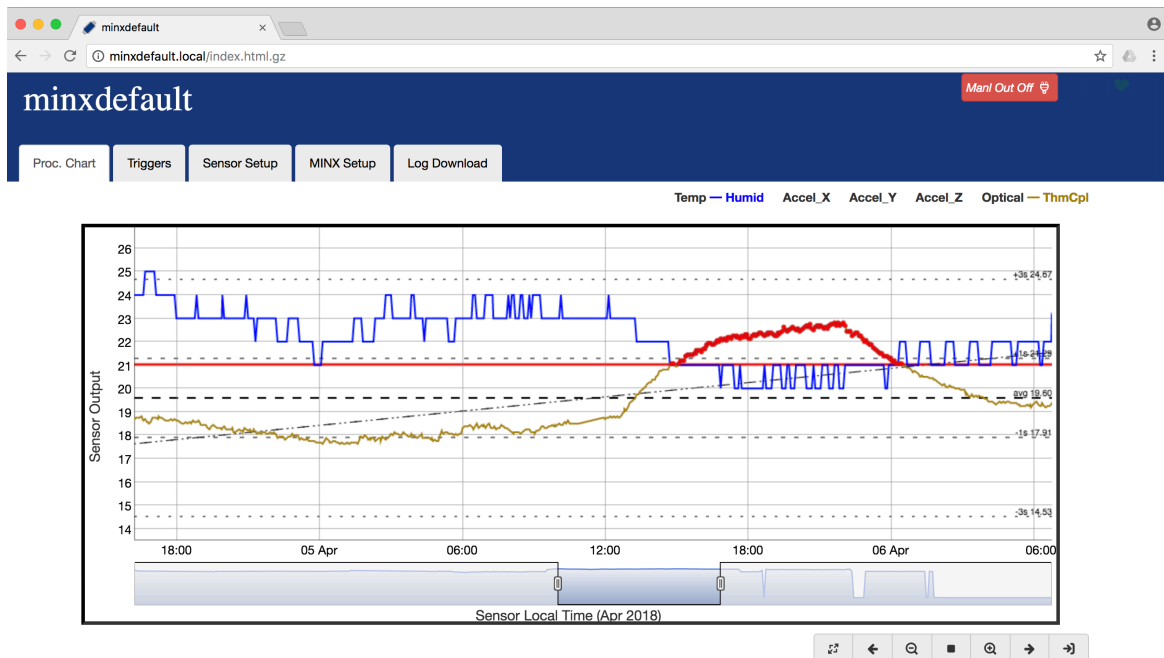 minxdefault
minxdefault.local/index.html.gz
minxdefault
Manl Out Off
Proc. Chart Triggers Sensor Setup MINX Setup Log Download
Temp — Humid Accel_X Accel_Y Accel_Z Optical — ThmCpl
26
25
+3s 24.67
24
23
22
+1s 21.29
21
20
avg 19.60
19
18
-1s 17.91
17
16
15
-3s 14.53
14
Sensor Output
18:00 05 Apr 06:00 12:00 18:00 06 Apr 06:00
Sensor Local Time (Apr 2018)